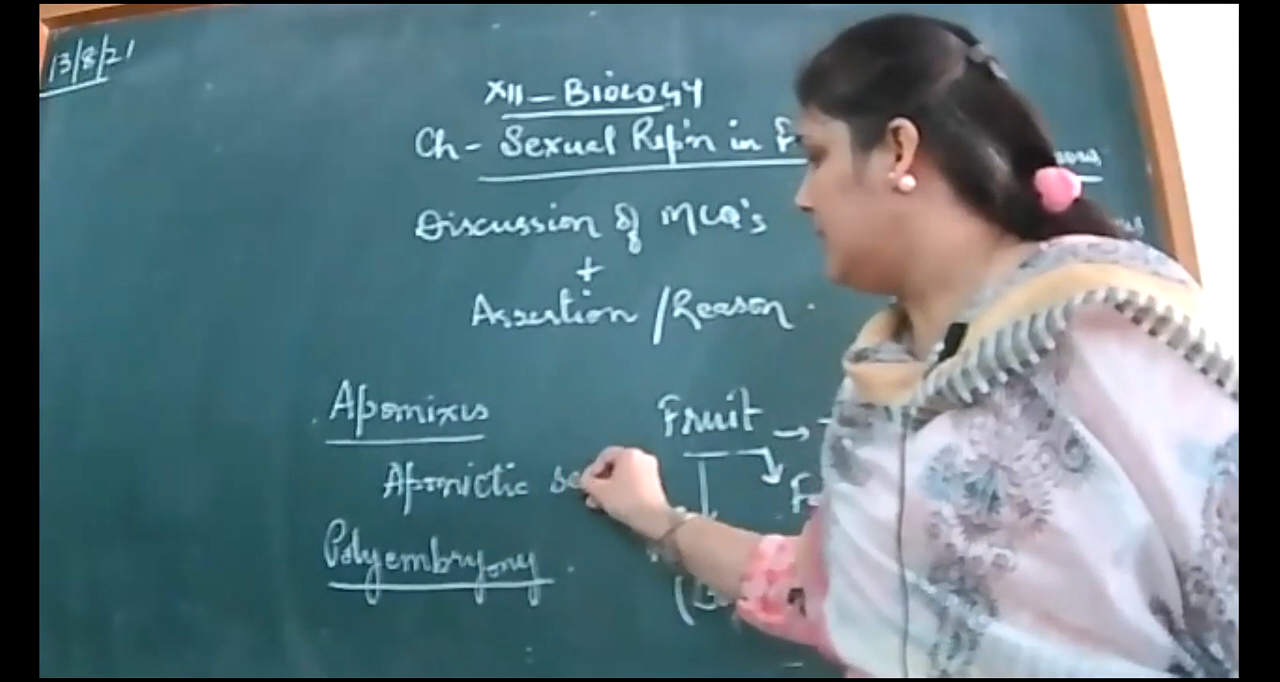 13/8/21
XII - Biology
Ch - Sexual Rep'n in F
Discussion of MCQ's
+
Assertion / Reason.
Apomixis
Apomictic se
Polyembryony.
Fruit →